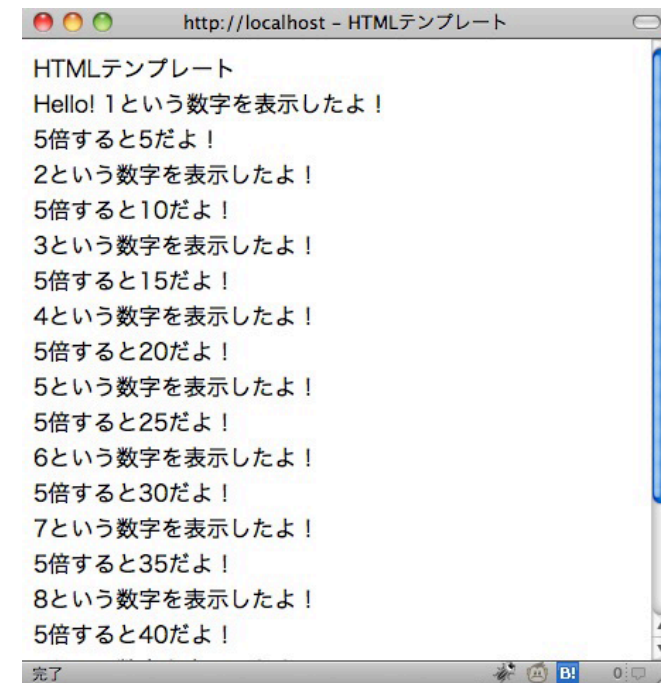 http://localhost – HTMLテンプレート
HTMLテンプレート
Hello! 1という数字を表示したよ！
5倍すると5だよ！
2という数字を表示したよ！
5倍すると10だよ！
3という数字を表示したよ！
5倍すると15だよ！
4という数字を表示したよ！
5倍すると20だよ！
5という数字を表示したよ！
5倍すると25だよ！
6という数字を表示したよ！
5倍すると30だよ！
7という数字を表示したよ！
5倍すると35だよ！
8という数字を表示したよ！
5倍すると40だよ！
完了 B! 0